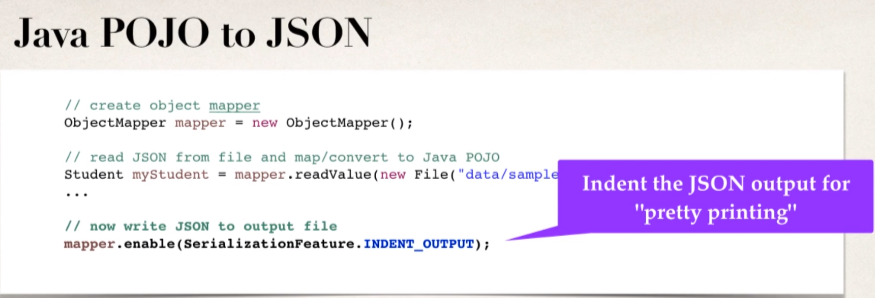 Java POJO to JSON
// create object mapper
ObjectMapper mapper = new ObjectMapper();
// read JSON from file and map/convert to Java POJO
Student myStudent = mapper.readValue(new File("data/sample
...
// now write JSON to output file
mapper.enable(SerializationFeature.INDENT_OUTPUT);
Indent the JSON output for
"pretty printing"